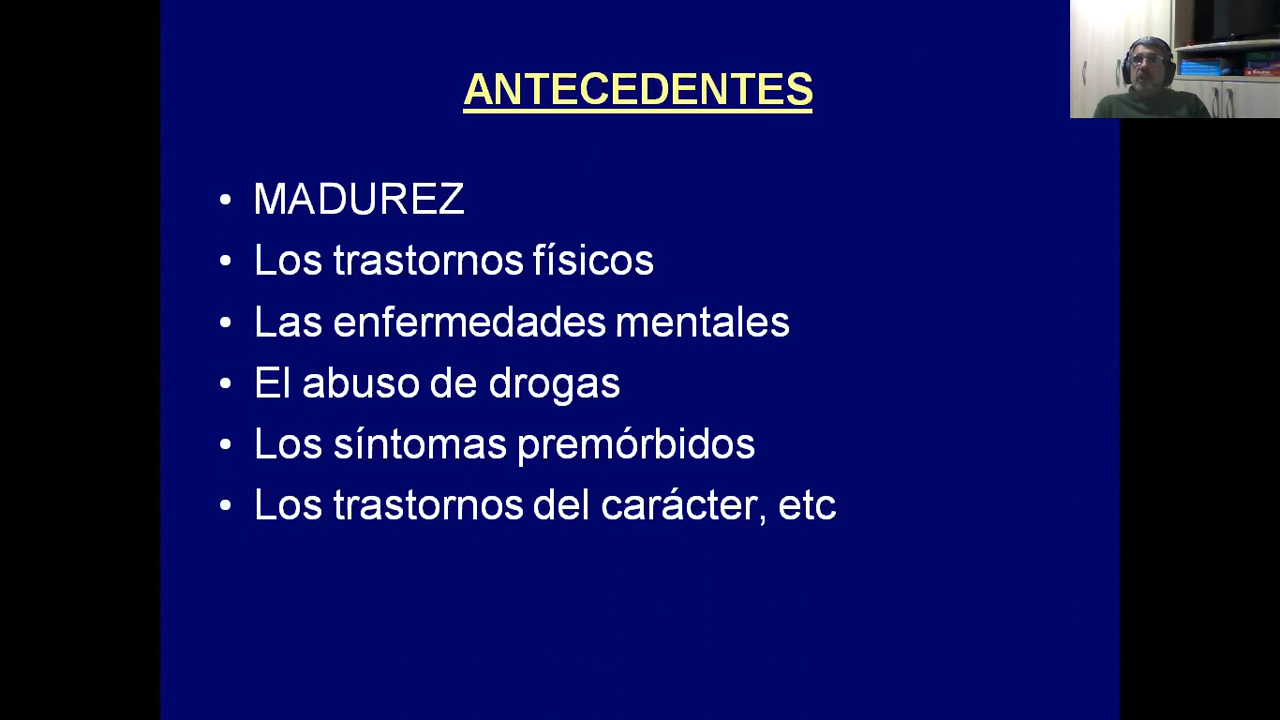 ANTECEDENTES
• MADUREZ
• Los trastornos físicos
• Las enfermedades mentales
• El abuso de drogas
• Los síntomas premórbidos
• Los trastornos del carácter, etc